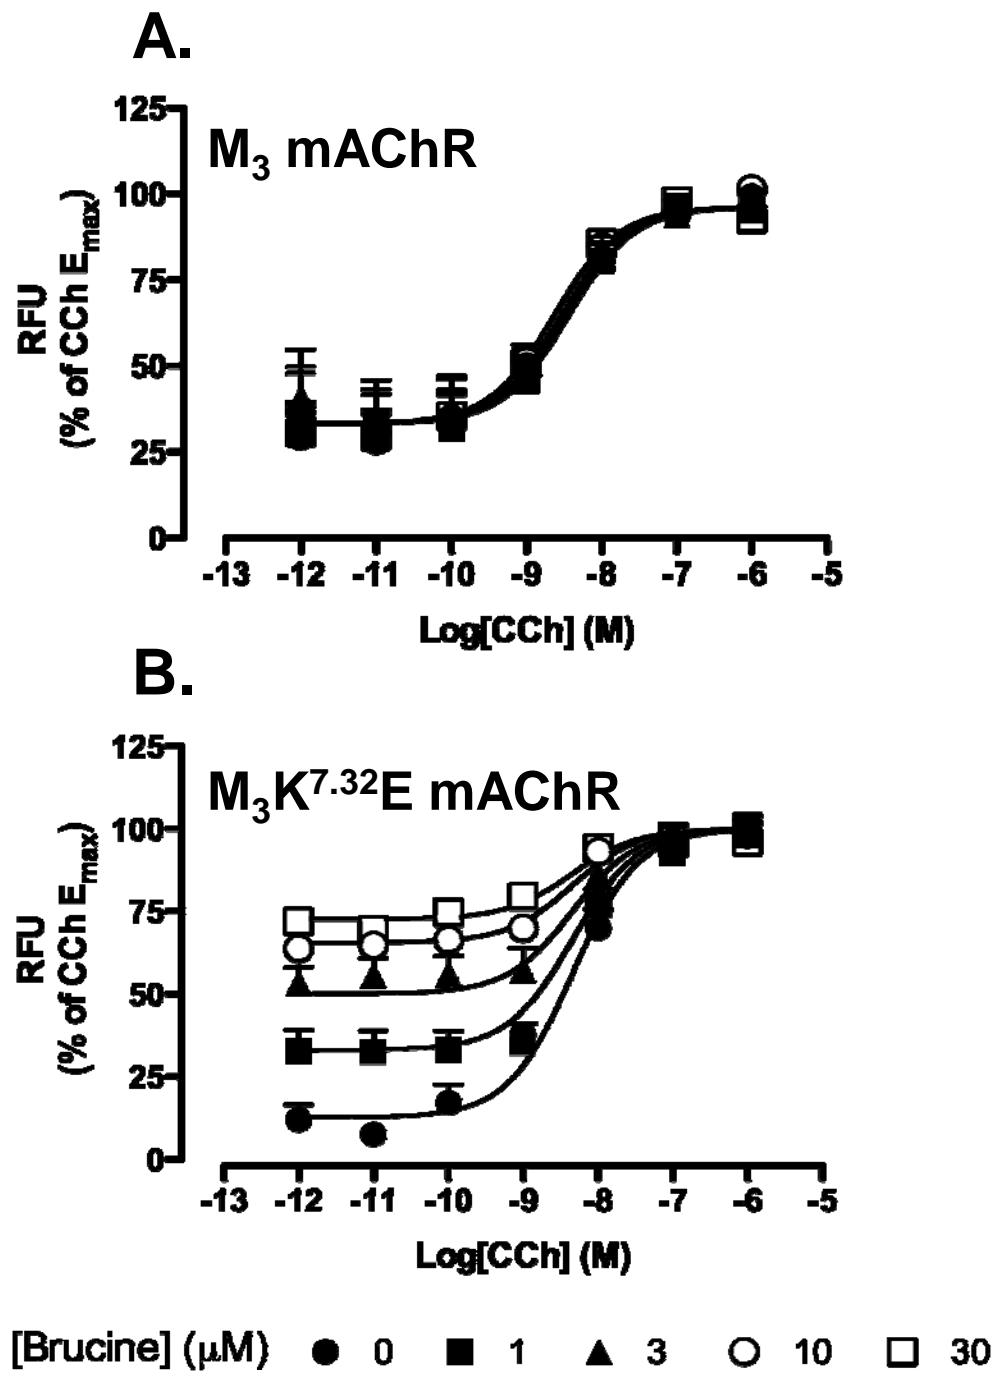 A.
M₃ mAChR
RFU
(% of CCh Eₘₐₓ)
125
100
75
50
25
0
-13 -12 -11 -10 -9 -8 -7 -6 -5
Log[CCh] (M)
B.
M₃K⁷·³²E mAChR
RFU
(% of CCh Eₘₐₓ)
125
100
75
50
25
0
-13 -12 -11 -10 -9 -8 -7 -6 -5
Log[CCh] (M)
[Brucine] (μM) ● 0 ■ 1 ▲ 3 ○ 10 □ 30